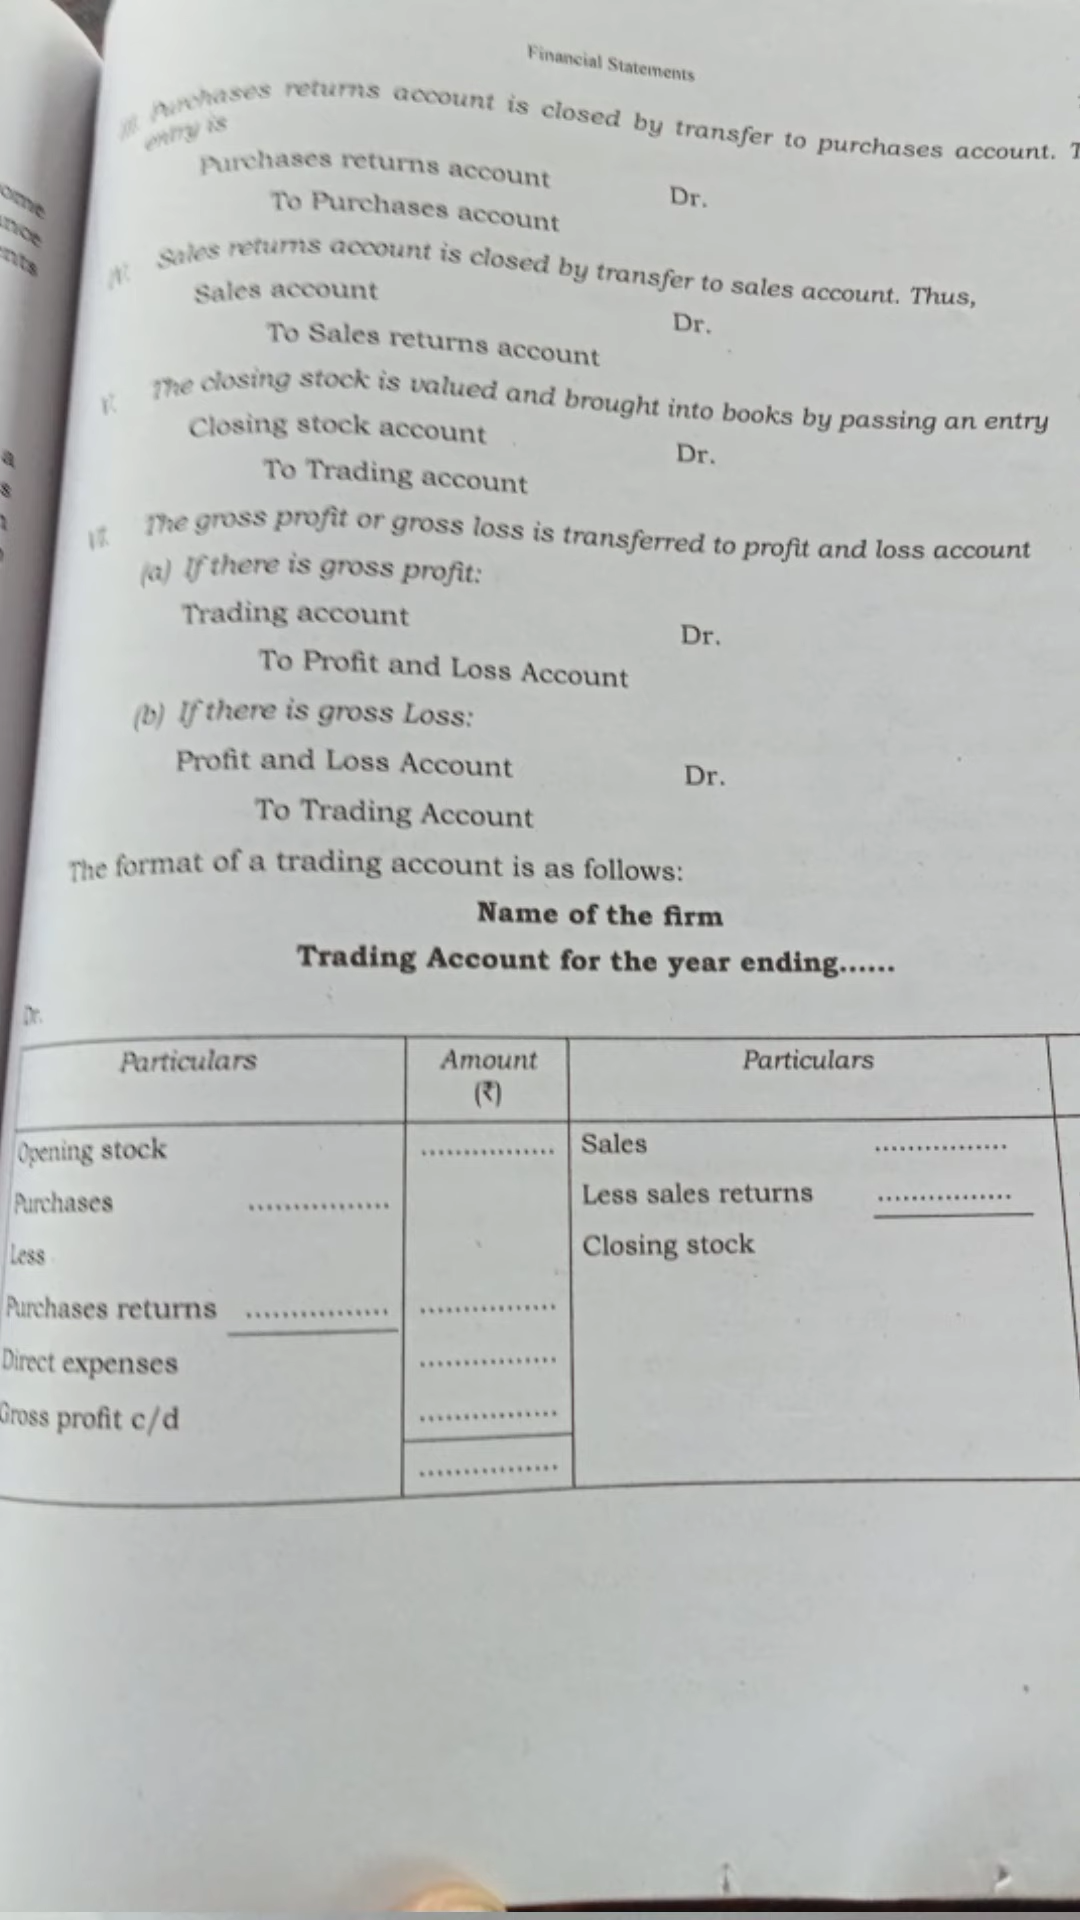 Financial Statements
III. Purchases returns account is closed by transfer to purchases account. T
entry is
Purchases returns account Dr.
To Purchases account
IV. Sales returns account is closed by transfer to sales account. Thus,
Sales account Dr.
To Sales returns account
V. The closing stock is valued and brought into books by passing an entry
Closing stock account Dr.
To Trading account
VI. The gross profit or gross loss is transferred to profit and loss account
(a) If there is gross profit:
Trading account Dr.
To Profit and Loss Account
(b) If there is gross Loss:
Profit and Loss Account Dr.
To Trading Account
The format of a trading account is as follows:
Name of the firm
Trading Account for the year ending......
Dr.
Particulars Amount Particulars
(₹)
Opening stock ................ Sales ................
Purchases ................ Less sales returns ................
Less Closing stock
Purchases returns ................ ................
Direct expenses ................
Gross profit c/d ................
................